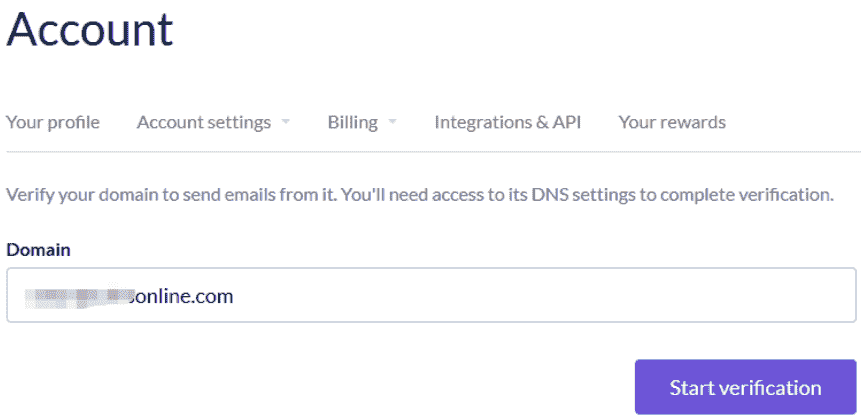 Account
Your profile Account settings Billing Integrations & API Your rewards
Verify your domain to send emails from it. You'll need access to its DNS settings to complete verification.
Domain
sonline.com
Start verification